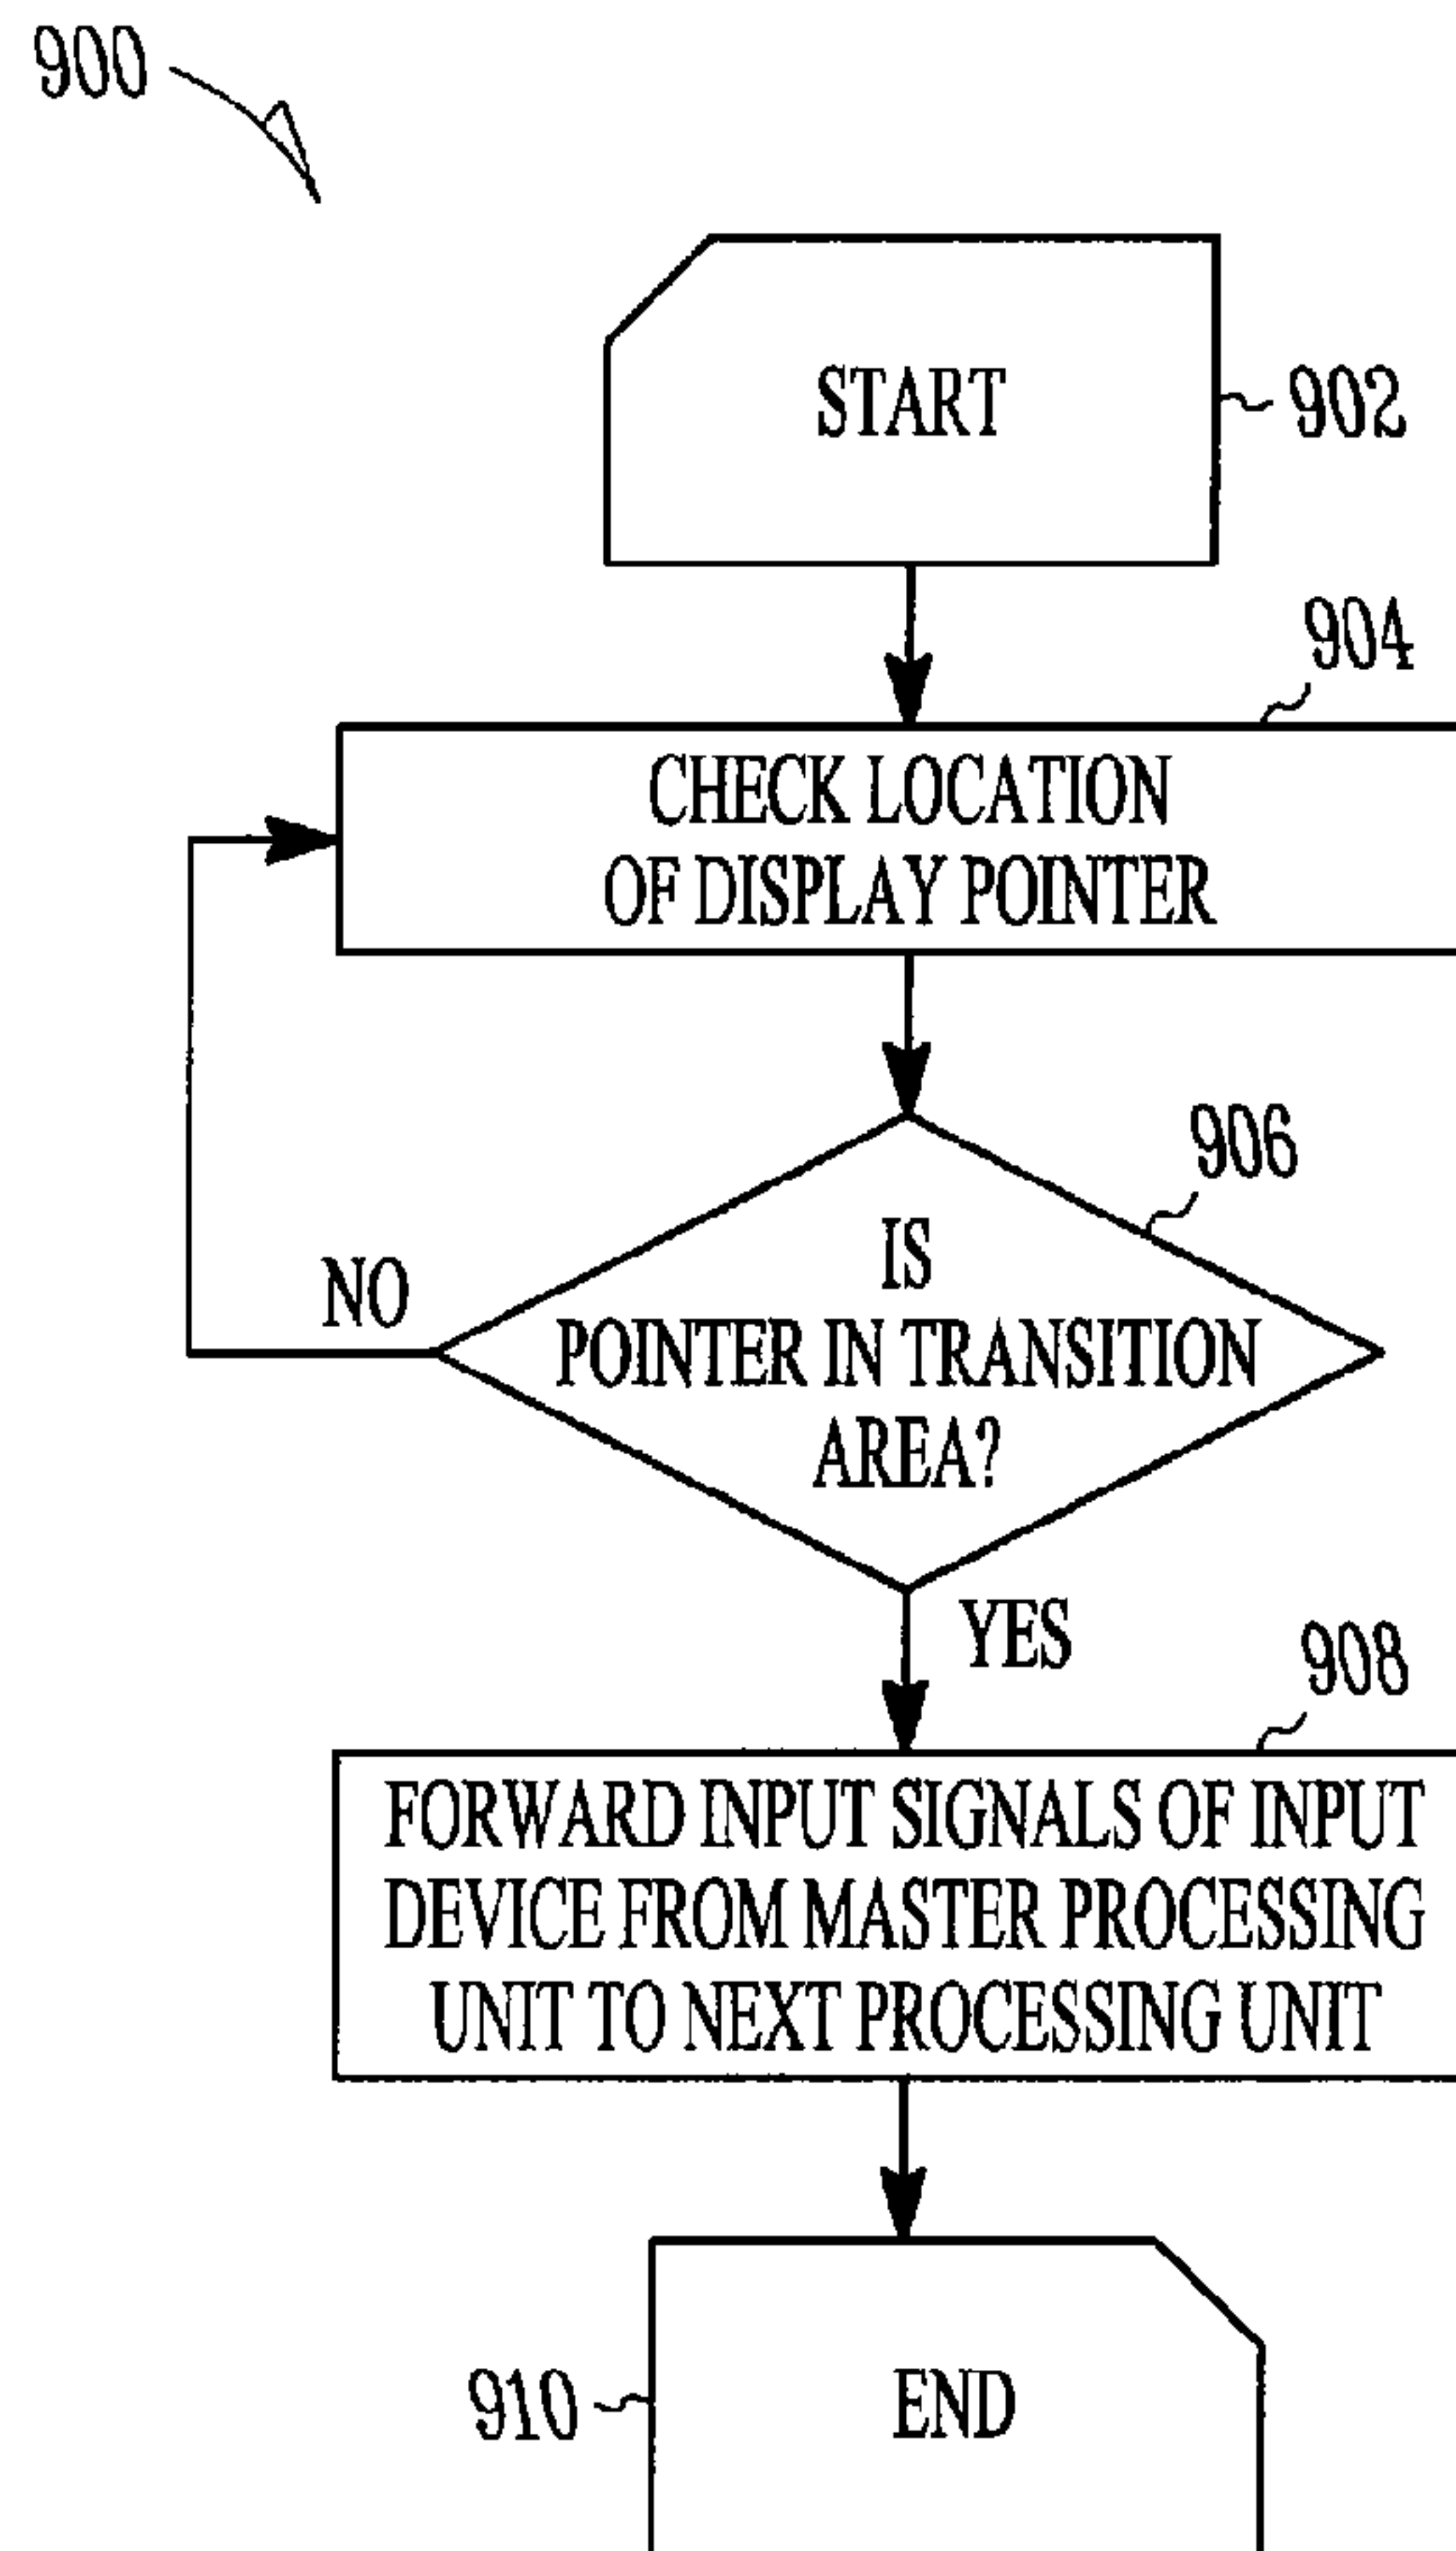 900
START
902
904
CHECK LOCATION
OF DISPLAY POINTER
906
IS
POINTER IN TRANSITION
AREA?
NO
YES
908
FORWARD INPUT SIGNALS OF INPUT
DEVICE FROM MASTER PROCESSING
UNIT TO NEXT PROCESSING UNIT
910
END